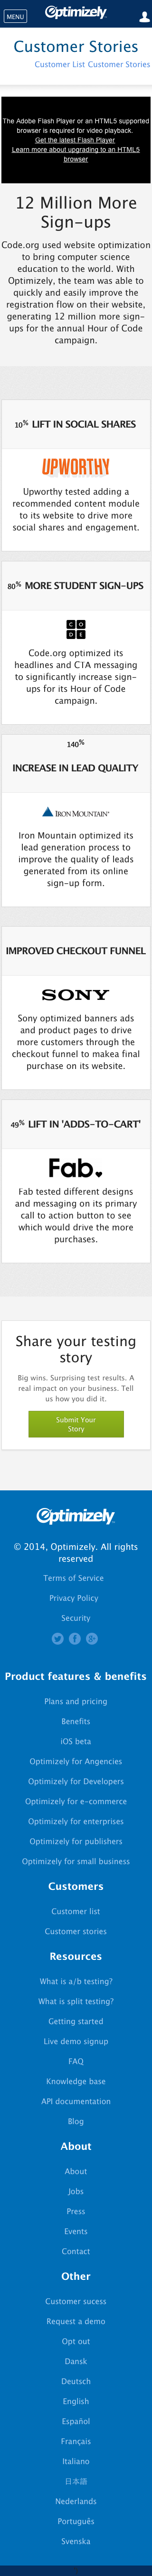 MENU
Optimizely
Customer Stories
Customer List Customer Stories
The Adobe Flash Player or an HTML5 supported
browser is required for video playback.
Get the latest Flash Player
Learn more about upgrading to an HTML5
browser
12 Million More
Sign-ups
Code.org used website optimization
to bring computer science
education to the world. With
Optimizely, the team was able to
quickly and easily improve the
registration flow on their website,
generating 12 million more sign-
ups for the annual Hour of Code
campaign.
10% LIFT IN SOCIAL SHARES
UPWORTHY
Upworthy tested adding a
recommended content module
to its website to drive more
social shares and engagement.
80% MORE STUDENT SIGN-UPS
C O
D E
Code.org optimized its
headlines and CTA messaging
to significantly increase sign-
ups for its Hour of Code
campaign.
140%
INCREASE IN LEAD QUALITY
IRON MOUNTAIN
Iron Mountain optimized its
lead generation process to
improve the quality of leads
generated from its online
sign-up form.
IMPROVED CHECKOUT FUNNEL
SONY
Sony optimized banners ads
and product pages to drive
more customers through the
checkout funnel to makea final
purchase on its website.
49% LIFT IN 'ADDS-TO-CART'
Fab.
Fab tested different designs
and messaging on its primary
call to action button to see
which would drive the more
purchases.
Share your testing
story
Big wins. Surprising test results. A
real impact on your business. Tell
us how you did it.
Submit Your
Story
Optimizely
© 2014, Optimizely. All rights
reserved
Terms of Service
Privacy Policy
Security
Product features & benefits
Plans and pricing
Benefits
iOS beta
Optimizely for Angencies
Optimizely for Developers
Optimizely for e-commerce
Optimizely for enterprises
Optimizely for publishers
Optimizely for small business
Customers
Customer list
Customer stories
Resources
What is a/b testing?
What is split testing?
Getting started
Live demo signup
FAQ
Knowledge base
API documentation
Blog
About
About
Jobs
Press
Events
Contact
Other
Customer sucess
Request a demo
Opt out
Dansk
Deutsch
English
Español
Français
Italiano
日本語
Nederlands
Português
Svenska